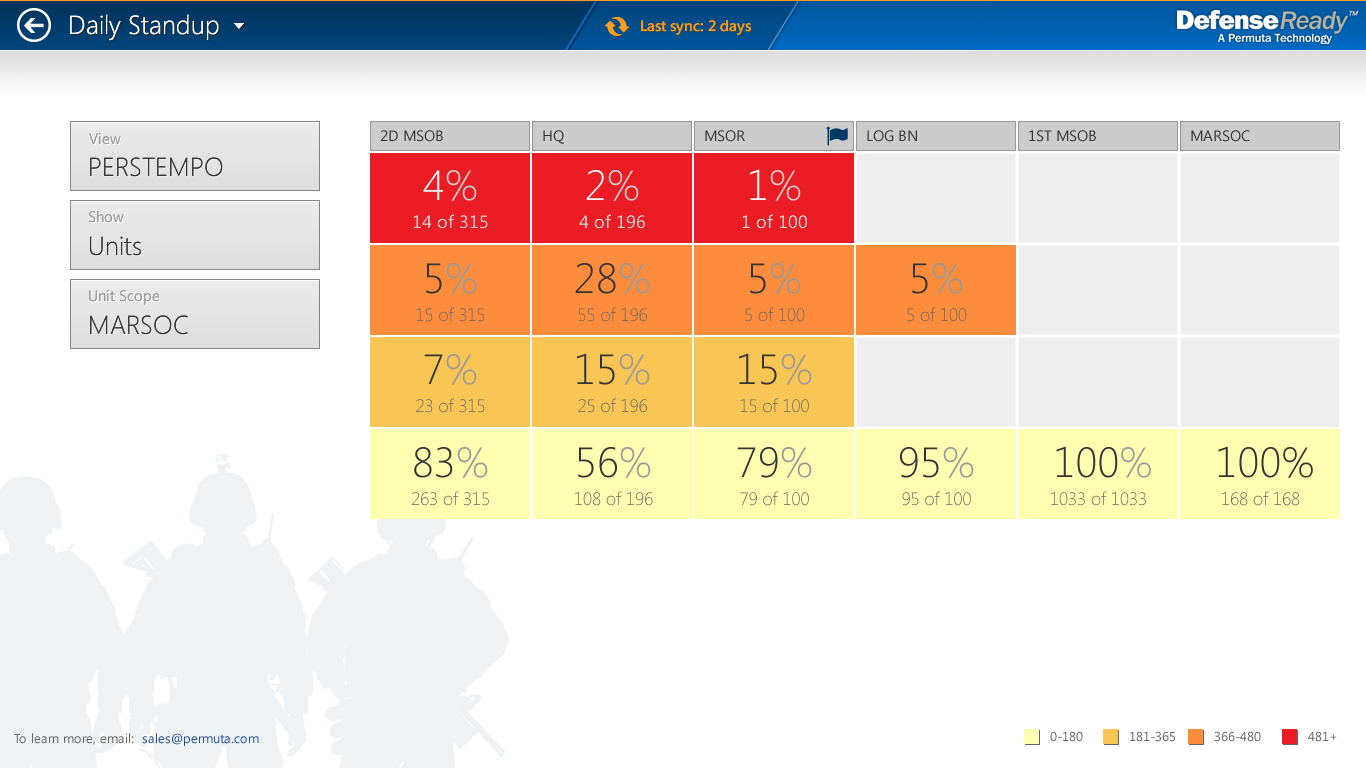 Daily Standup
Last sync: 2 days
DefenseReady™
A Permuta Technology
View
PERSTEMPO
Show
Units
Unit Scope
MARSOC
2D MSOB HQ MSOR LOG BN 1ST MSOB MARSOC
4% 2% 1%
14 of 315 4 of 196 1 of 100
5% 28% 5% 5%
15 of 315 55 of 196 5 of 100 5 of 100
7% 15% 15%
23 of 315 25 of 196 15 of 100
83% 56% 79% 95% 100% 100%
263 of 315 108 of 196 79 of 100 95 of 100 1033 of 1033 168 of 168
To learn more, email: sales@permuta.com
0-180 181-365 366-480 481+